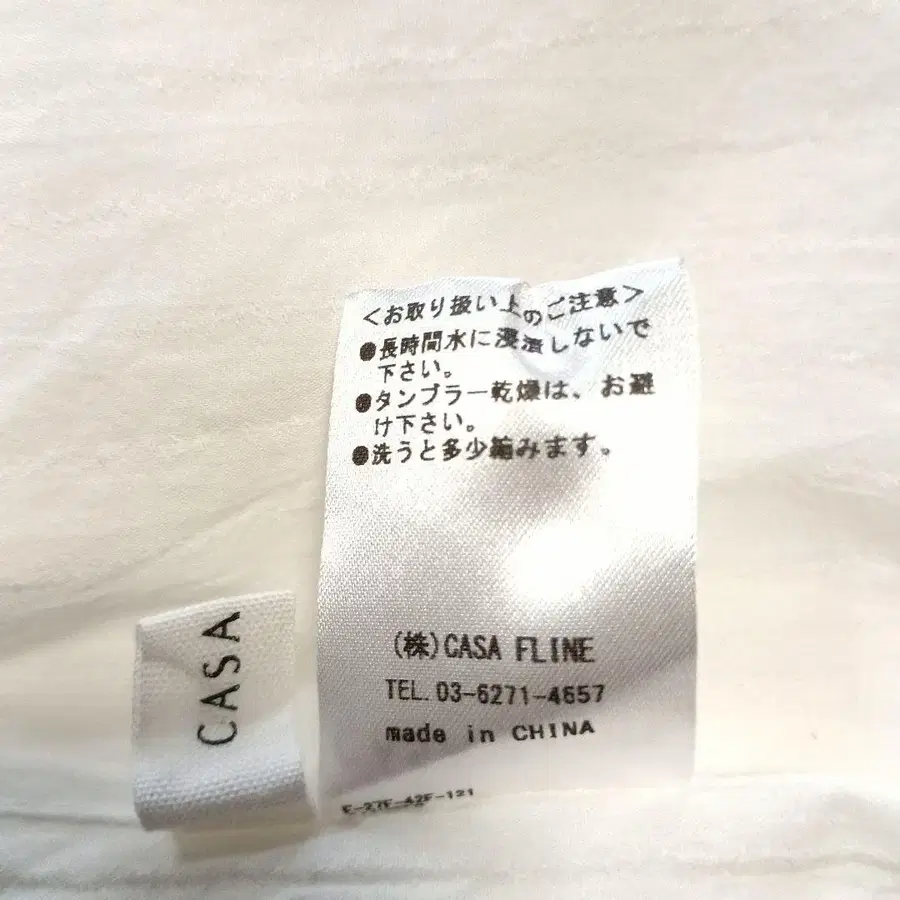 <お取り扱い上のご注意>
●長時間水に浸漬しないで
下さい。
●タンブラー乾燥は、お避
け下さい。
●洗うと多少縮みます。
(株)CASA FLINE
TEL. 03-6271-4657
made in CHINA
CASA